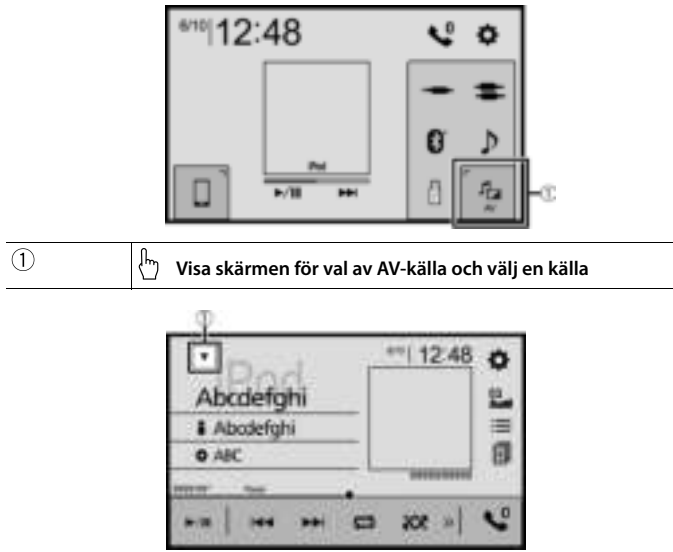 6/10 12:48
iPod
AV
①
① Visa skärmen för val av AV-källa och välj en källa
①
iPod
6/10 12:48
Abcdefghi
Abcdefghi
ABC